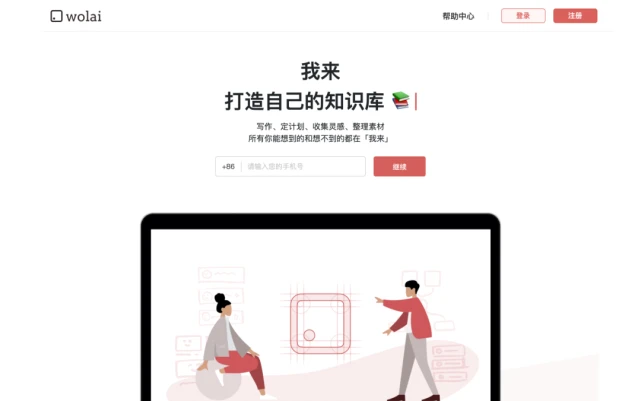 wolai
帮助中心
登录
注册
我来
打造自己的知识库 📚
写作、定计划、收集灵感、整理素材
所有你能想到的和想不到的都在「我来」
+86
请输入您的手机号
继续